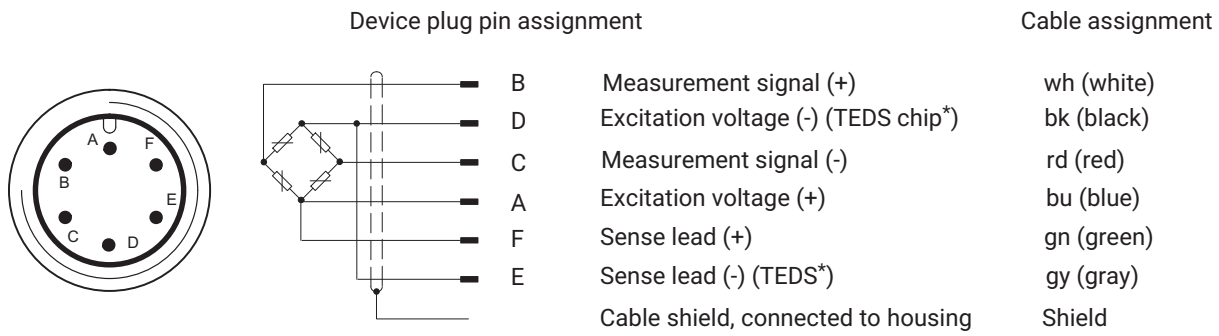 Device plug pin assignment Cable assignment
B Measurement signal (+) wh (white)
D Excitation voltage (-) (TEDS chip*) bk (black)
C Measurement signal (-) rd (red)
A Excitation voltage (+) bu (blue)
F Sense lead (+) gn (green)
E Sense lead (-) (TEDS*) gy (gray)
Cable shield, connected to housing Shield
A F
B
E
C D